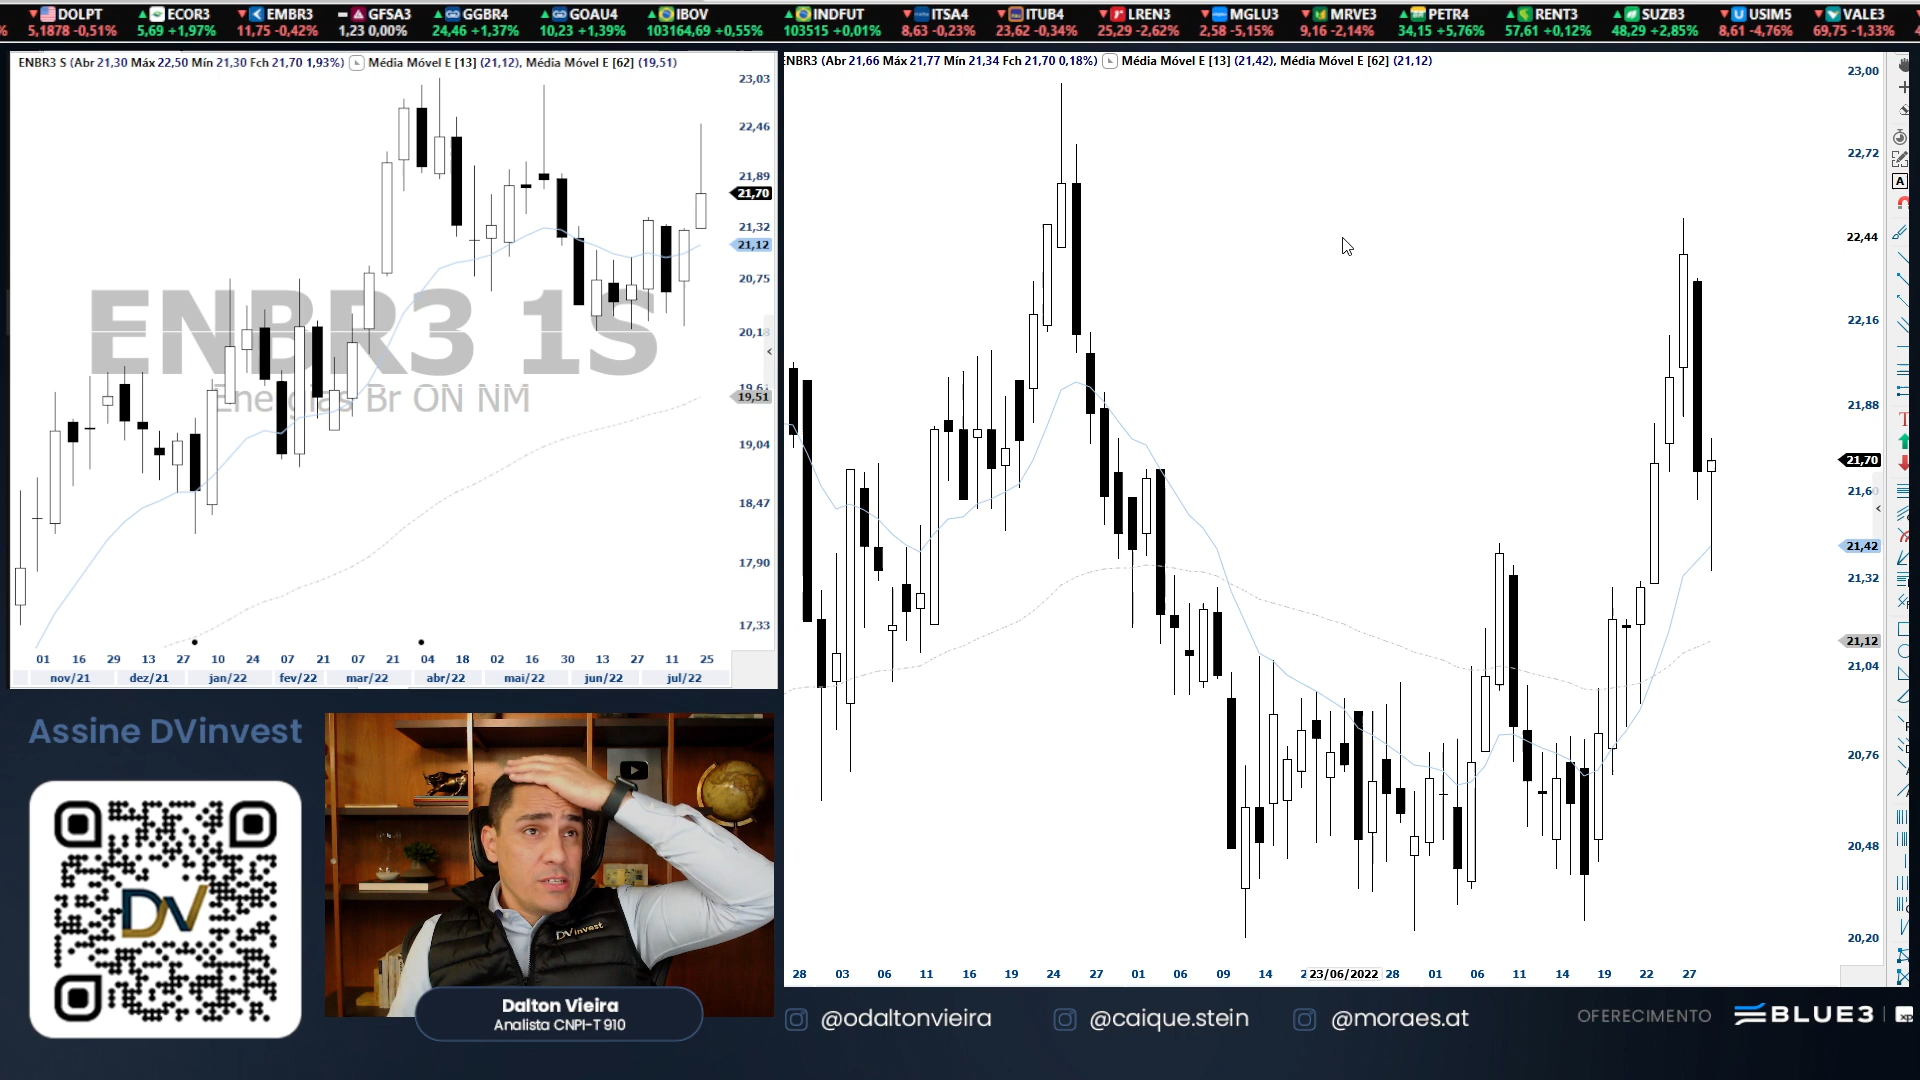 DOLPT
5,1878 -0,51%
ECOR3
5,69 +1,97%
EMBR3
11,75 -0,42%
GFSA3
1,23 0,00%
GGBR4
24,46 +1,37%
GOAU4
10,23 +1,39%
IBOV
103164,69 +0,55%
INDFUT
103515 +0,01%
ITSA4
8,63 -0,23%
ITUB4
23,62 -0,34%
LREN3
25,29 -2,62%
MGLU3
2,58 -5,15%
MRVE3
9,16 -2,14%
PETR4
34,15 +5,76%
RENT3
57,61 +0,12%
SUZB3
48,29 +2,85%
USIM5
8,61 -4,76%
VALE3
69,75 -1,33%
ENBR3 S (Abr 21,30 Máx 22,50 Mín 21,30 Fch 21,70 1,93%) Média Móvel E [13] (21,12), Média Móvel E [62] (19,51)
23,03
22,46
21,89
21,70
21,32
21,12
20,75
20,18
19,51
19,04
18,47
17,90
17,33
ENBR3 1S
Energias Br ON NM
01 16 29 13 27 10 24 07 21 07 21 04 18 02 16 30 13 27 11 25
nov/21 dez/21 jan/22 fev/22 mar/22 abr/22 mai/22 jun/22 jul/22
ENBR3 (Abr 21,66 Máx 21,77 Mín 21,34 Fch 21,70 0,18%) Média Móvel E [13] (21,42), Média Móvel E [62] (21,12)
23,00
22,72
22,44
22,16
21,88
21,70
21,60
21,42
21,32
21,12
21,04
20,76
20,48
20,20
28 03 06 11 16 19 24 27 01 06 09 14 23/06/2022 28 01 06 11 14 19 22 27
A
T
Assine DVinvest
DV
DVinvest
Dalton Vieira
Analista CNPI-T 910
@odaltonvieira
@caique.stein
@moraes.at
OFERECIMENTO
BLUE3
xp